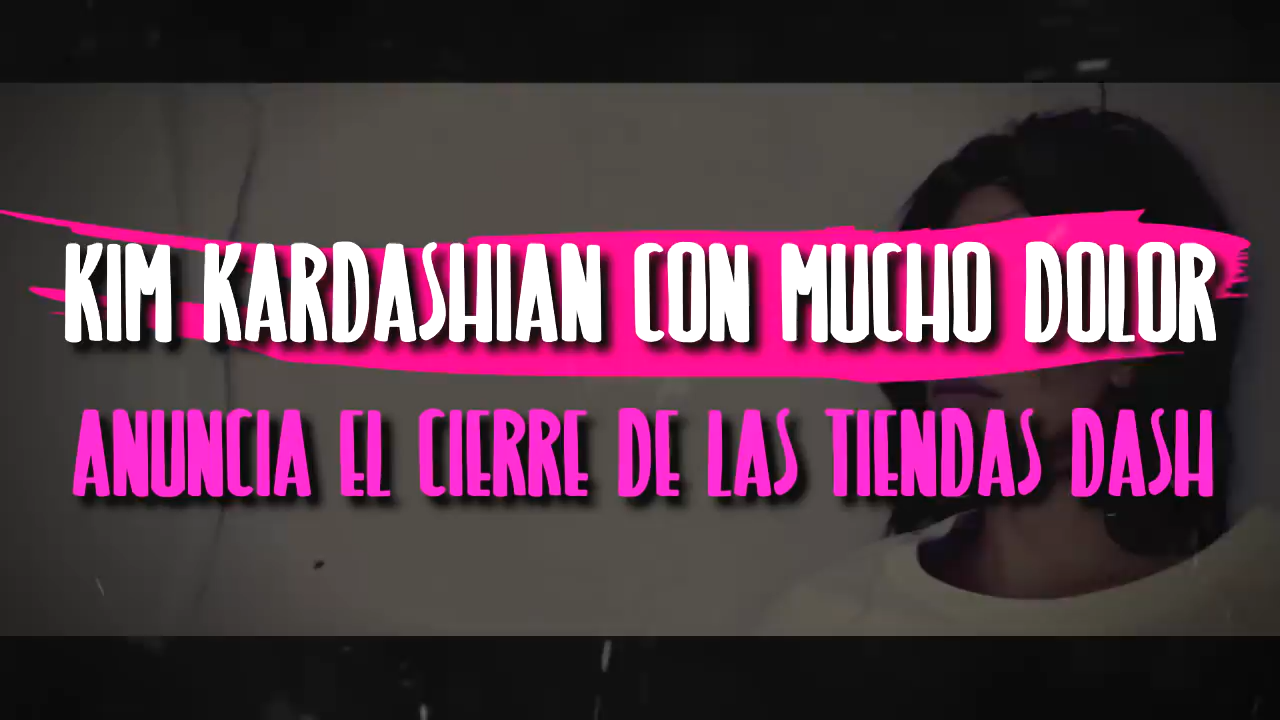 KIM KARDASHIAN CON MUCHO DOLOR
ANUNCIA EL CIERRE DE LAS TIENDAS DASH